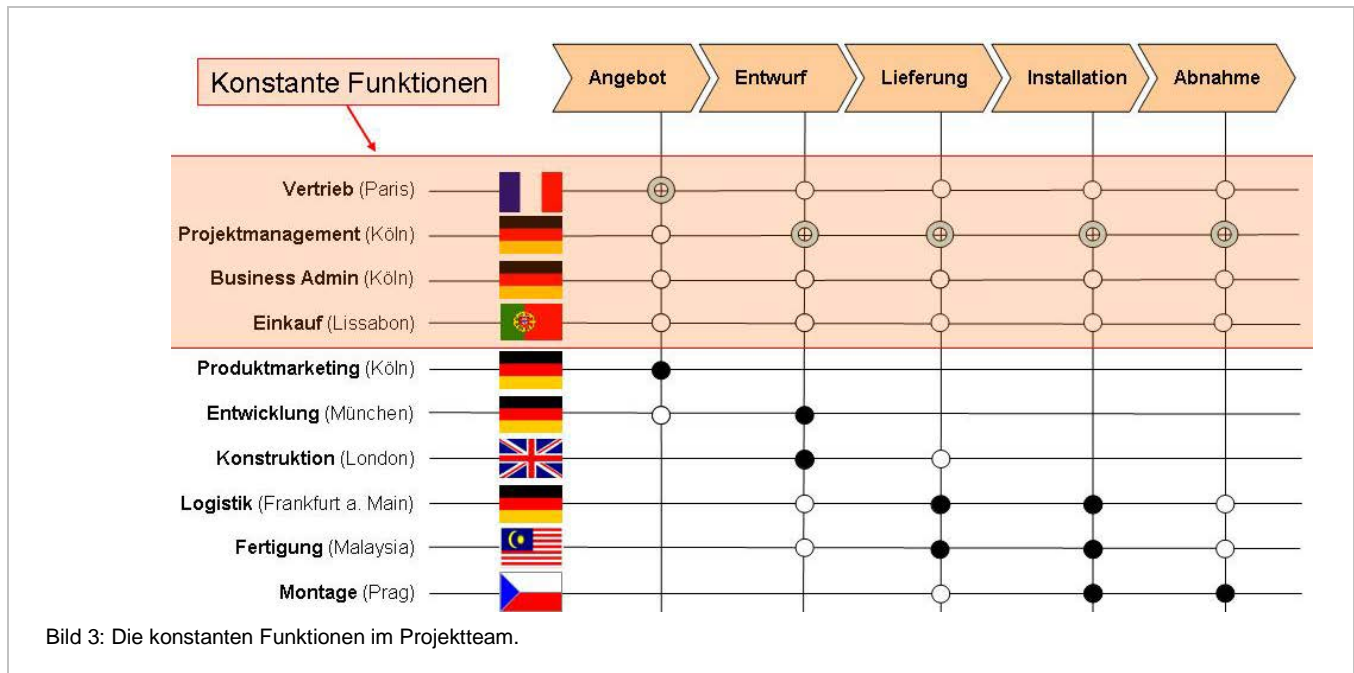 Konstante Funktionen
Angebot
Entwurf
Lieferung
Installation
Abnahme
Vertrieb (Paris)
Projektmanagement (Köln)
Business Admin (Köln)
Einkauf (Lissabon)
Produktmarketing (Köln)
Entwicklung (München)
Konstruktion (London)
Logistik (Frankfurt a. Main)
Fertigung (Malaysia)
Montage (Prag)
Bild 3: Die konstanten Funktionen im Projektteam.